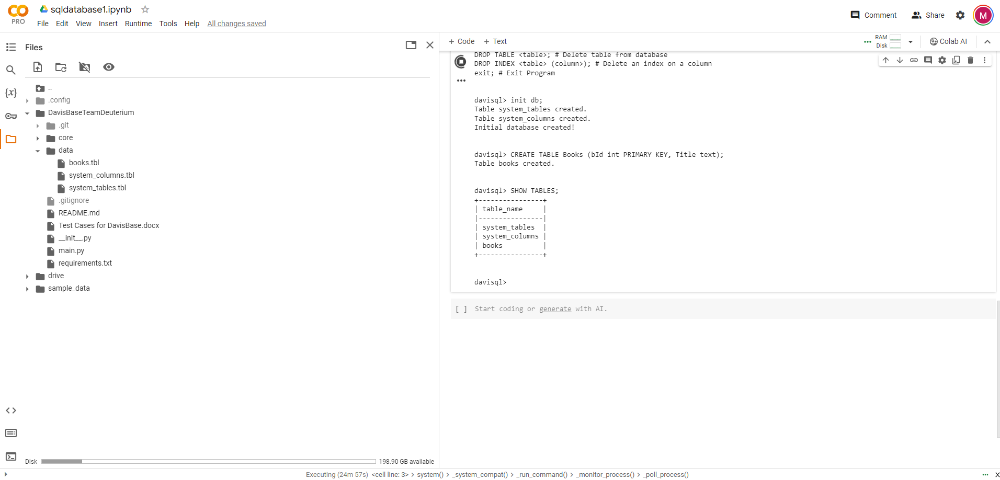 PRO
sqldatabase1.ipynb
File Edit View Insert Runtime Tools Help All changes saved
Comment Share M
Files
+ Code + Text
RAM
Disk
Colab AI
{x}
..
.config
DavisBaseTeamDeuterium
.git
core
data
books.tbl
system_columns.tbl
system_tables.tbl
.gitignore
README.md
Test Cases for DavisBase.docx
__init__.py
main.py
requirements.txt
drive
sample_data
Disk 198.90 GB available
DROP TABLE <table>; # Delete table from database
DROP INDEX <table> (column>); # Delete an index on a column
exit; # Exit Program
davisql> init db;
Table system_tables created.
Table system_columns created.
Initial database created!
davisql> CREATE TABLE Books (bId int PRIMARY KEY, Title text);
Table books created.
davisql> SHOW TABLES;
+----------------+
| table_name     |
|----------------|
| system_tables  |
| system_columns |
| books          |
+----------------+
davisql>
[ ] Start coding or generate with AI.
Executing (24m 57s) <cell line: 3> > system() > _system_compat() > _run_command() > _monitor_process() > _poll_process()